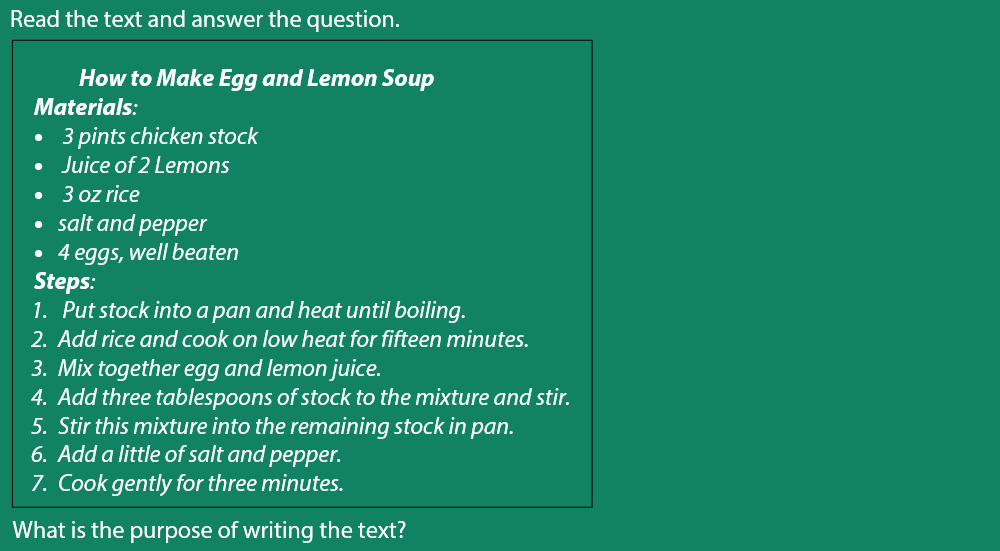 Read the text and answer the question.
How to Make Egg and Lemon Soup
Materials:
• 3 pints chicken stock
• Juice of 2 Lemons
• 3 oz rice
• salt and pepper
• 4 eggs, well beaten
Steps:
1. Put stock into a pan and heat until boiling.
2. Add rice and cook on low heat for fifteen minutes.
3. Mix together egg and lemon juice.
4. Add three tablespoons of stock to the mixture and stir.
5. Stir this mixture into the remaining stock in pan.
6. Add a little of salt and pepper.
7. Cook gently for three minutes.
What is the purpose of writing the text?